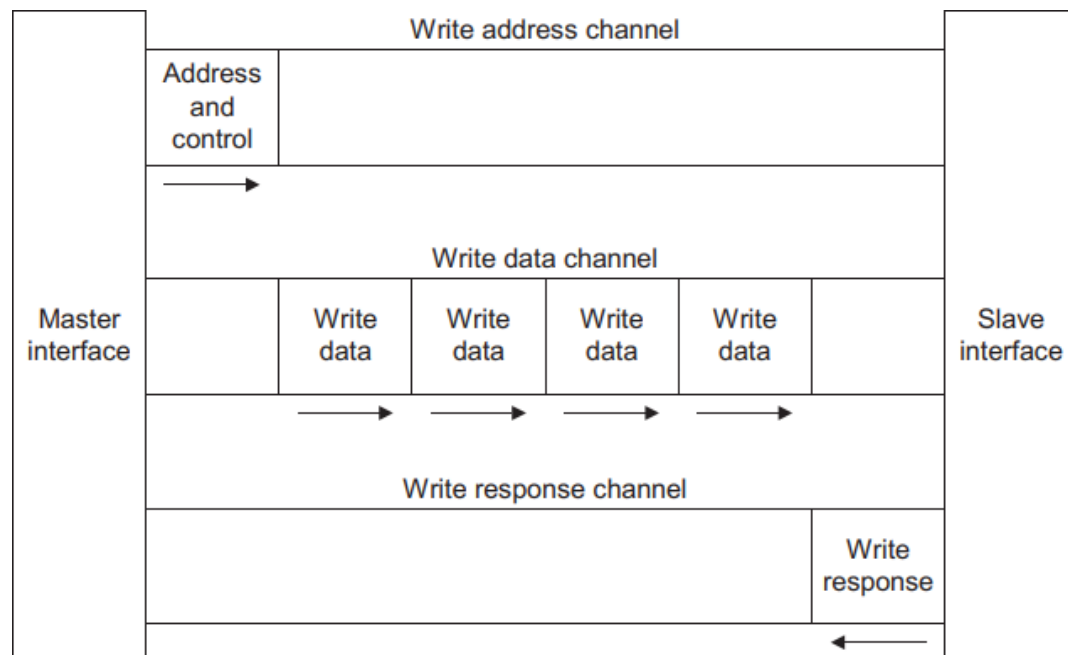 Write address channel
Address
and
control
Write data channel
Master
interface
Write
data
Write
data
Write
data
Write
data
Slave
interface
Write response channel
Write
response